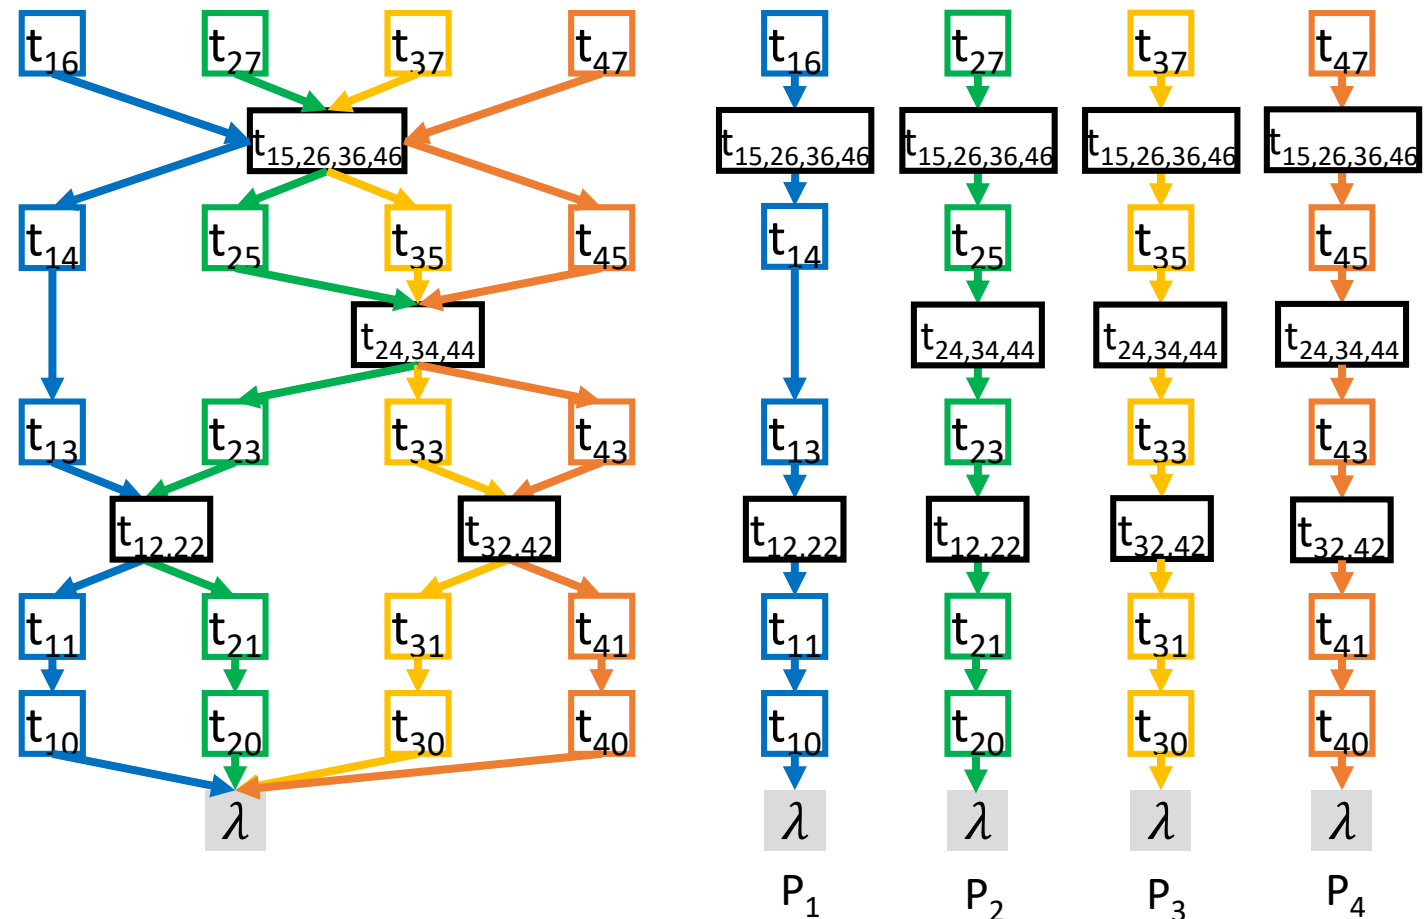 t16 t27 t37 t47 t16 t27 t37 t47
t15,26,36,46 t15,26,36,46 t15,26,36,46 t15,26,36,46 t15,26,36,46
t14 t25 t35 t45 t14 t25 t35 t45
t24,34,44 t24,34,44 t24,34,44 t24,34,44
t13 t23 t33 t43 t13 t23 t33 t43
t12,22 t32,42 t12,22 t12,22 t32,42 t32,42
t11 t21 t31 t41 t11 t21 t31 t41
t10 t20 t30 t40 t10 t20 t30 t40
λ λ λ λ λ
P1 P2 P3 P4